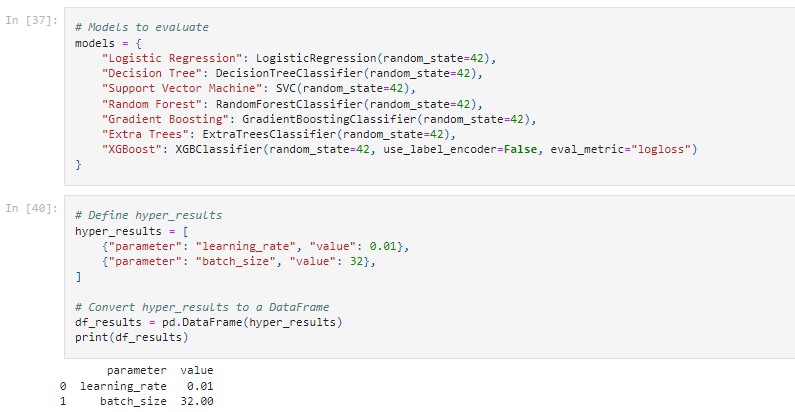 In [37]:
# Models to evaluate
models = {
    "Logistic Regression": LogisticRegression(random_state=42),
    "Decision Tree": DecisionTreeClassifier(random_state=42),
    "Support Vector Machine": SVC(random_state=42),
    "Random Forest": RandomForestClassifier(random_state=42),
    "Gradient Boosting": GradientBoostingClassifier(random_state=42),
    "Extra Trees": ExtraTreesClassifier(random_state=42),
    "XGBoost": XGBClassifier(random_state=42, use_label_encoder=False, eval_metric="logloss")
}
In [40]:
# Define hyper_results
hyper_results = [
    {"parameter": "learning_rate", "value": 0.01},
    {"parameter": "batch_size", "value": 32},
]
# Convert hyper_results to a DataFrame
df_results = pd.DataFrame(hyper_results)
print(df_results)
       parameter  value
0  learning_rate   0.01
1     batch_size  32.00